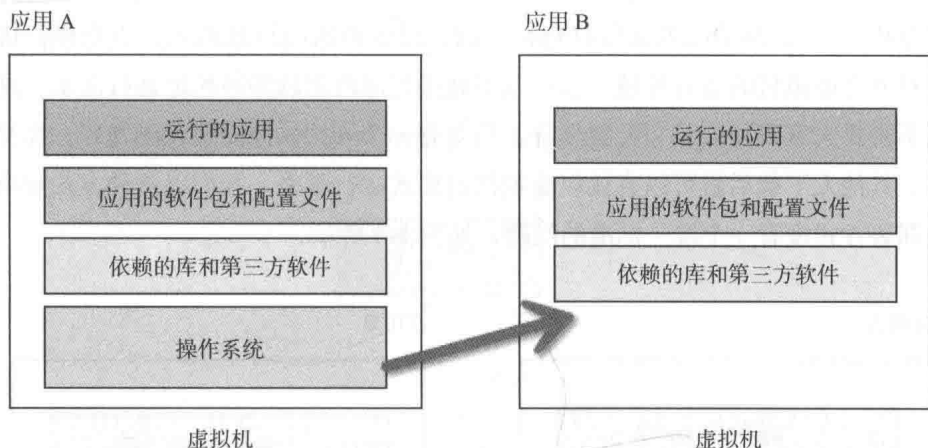 应用 A
应用 B
运行的应用
应用的软件包和配置文件
依赖的库和第三方软件
操作系统
虚拟机
运行的应用
应用的软件包和配置文件
依赖的库和第三方软件
虚拟机